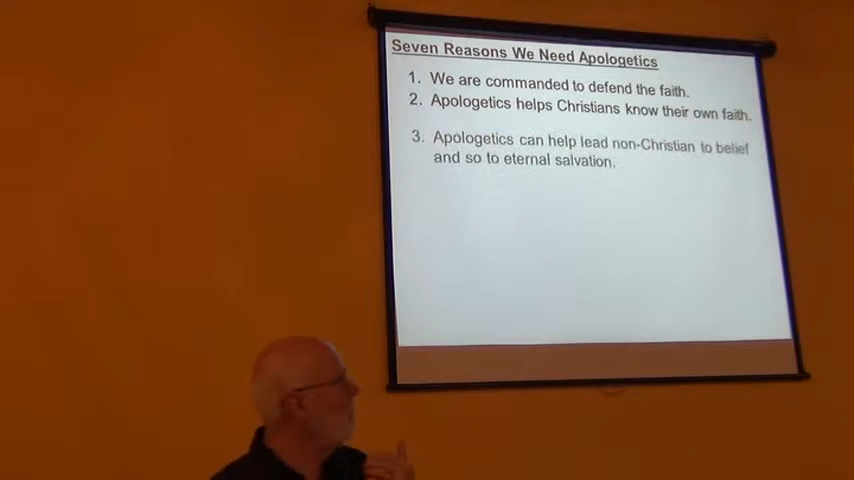 Seven Reasons We Need Apologetics
1. We are commanded to defend the faith.
2. Apologetics helps Christians know their own faith.
3. Apologetics can help lead non-Christian to belief
and so to eternal salvation.